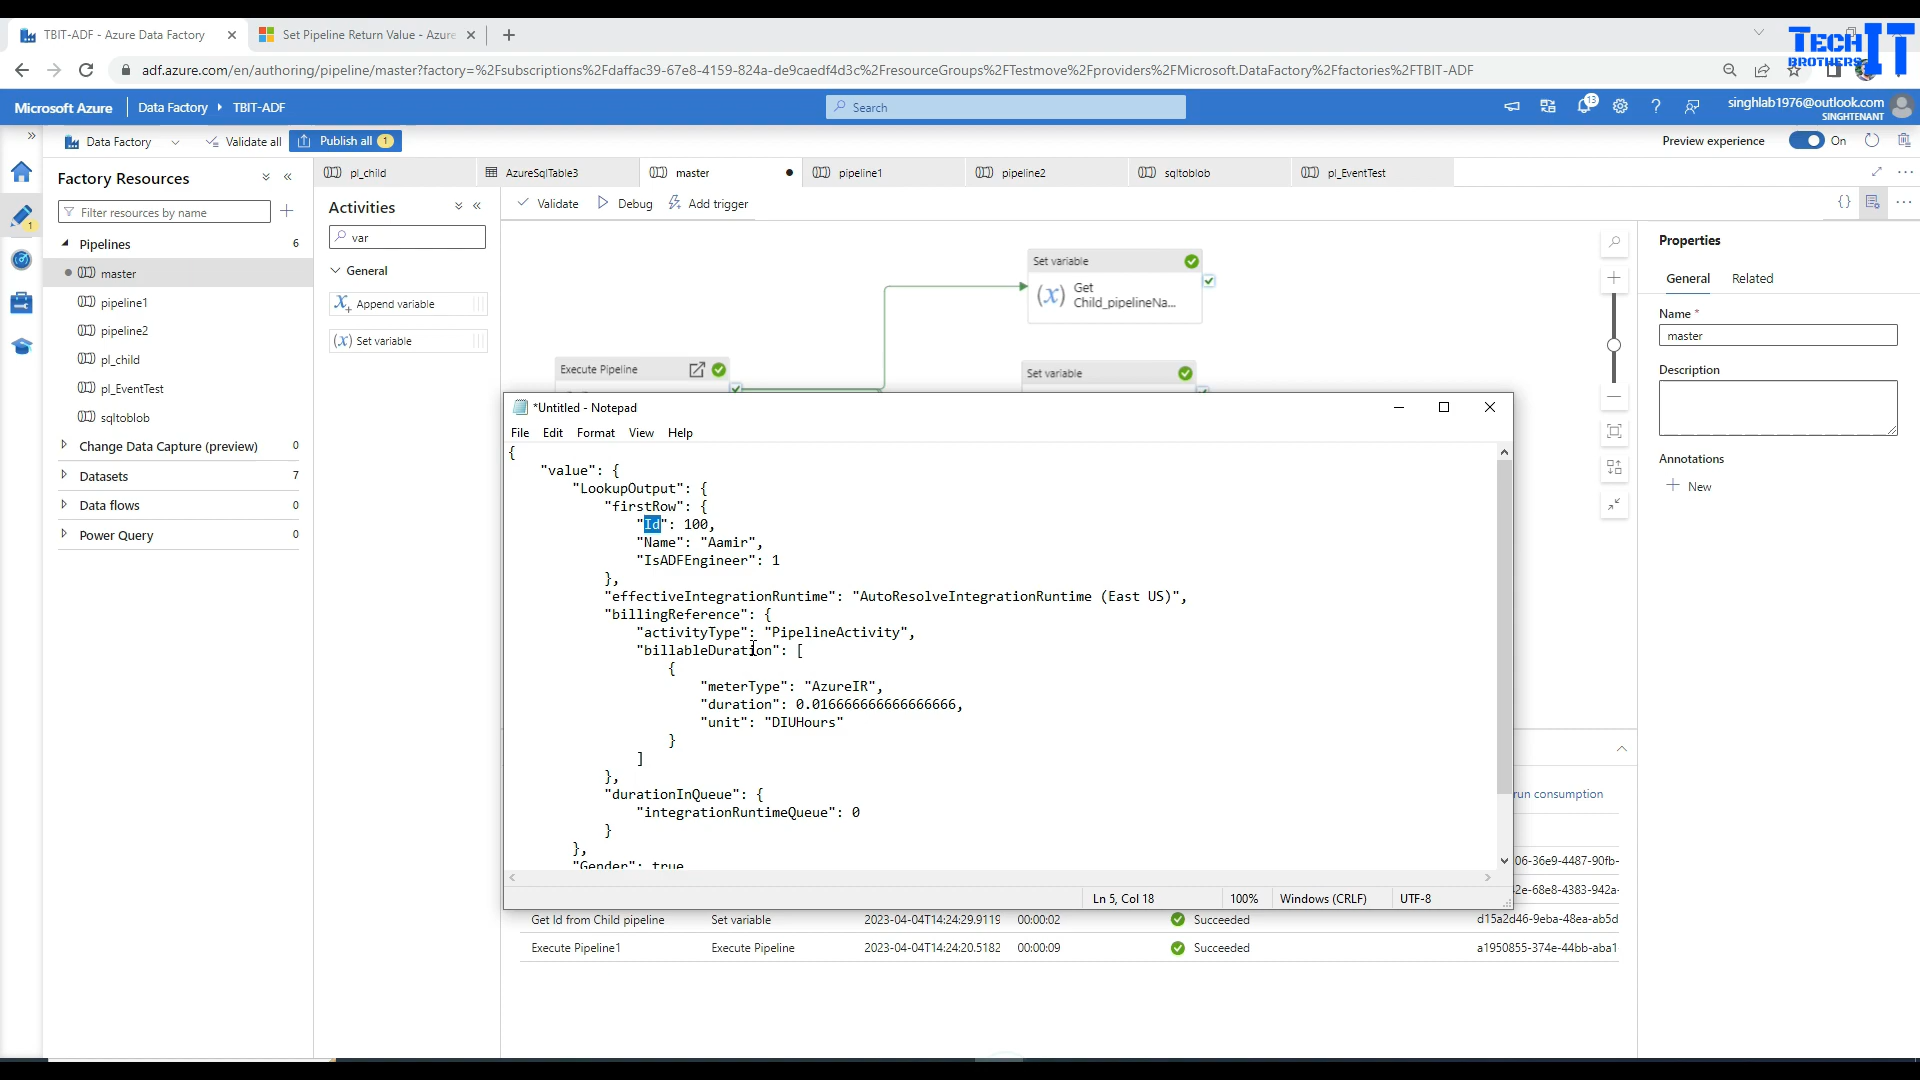 TBIT-ADF - Azure Data Factory
Set Pipeline Return Value - Azure
TECH IT
BROTHERS
adf.azure.com/en/authoring/pipeline/master?factory=%2Fsubscriptions%2Fdaffac39-67e8-4159-824a-de9caedf4d3c%2FresourceGroups%2FTestmove%2Fproviders%2FMicrosoft.DataFactory%2Ffactories%2FTBIT-ADF
Microsoft Azure
Data Factory
TBIT-ADF
Search
13
singhlab1976@outlook.com
SINGHTENANT
Data Factory
Validate all
Publish all 1
Preview experience
On
Factory Resources
Filter resources by name
Pipelines 6
master
pipeline1
pipeline2
pl_child
pl_EventTest
sqltoblob
Change Data Capture (preview) 0
Datasets 7
Data flows 0
Power Query 0
1
pl_child
AzureSqlTable3
master
pipeline1
pipeline2
sqltoblob
pl_EventTest
Activities
var
General
Append variable
Set variable
Validate
Debug
Add trigger
Set variable
Get
Child_pipelineNa...
Execute Pipeline
Set variable
*Untitled - Notepad
File Edit Format View Help
{
"value": {
"LookupOutput": {
"firstRow": {
"Id": 100,
"Name": "Aamir",
"IsADFEngineer": 1
},
"effectiveIntegrationRuntime": "AutoResolveIntegrationRuntime (East US)",
"billingReference": {
"activityType": "PipelineActivity",
"billableDuration": [
{
"meterType": "AzureIR",
"duration": 0.016666666666666666,
"unit": "DIUHours"
}
]
},
"durationInQueue": {
"integrationRuntimeQueue": 0
}
},
"Gender": true
Ln 5, Col 18
100%
Windows (CRLF)
UTF-8
run consumption
06-36e9-4487-90fb-
2e-68e8-4383-942a-
Get Id from Child pipeline Set variable 2023-04-04T14:24:29.9119 00:00:02 Succeeded d15a2d46-9eba-48ea-ab5d
Execute Pipeline1 Execute Pipeline 2023-04-04T14:24:20.5182 00:00:09 Succeeded a1950855-374e-44bb-aba1
Properties
General
Related
Name *
master
Description
Annotations
New